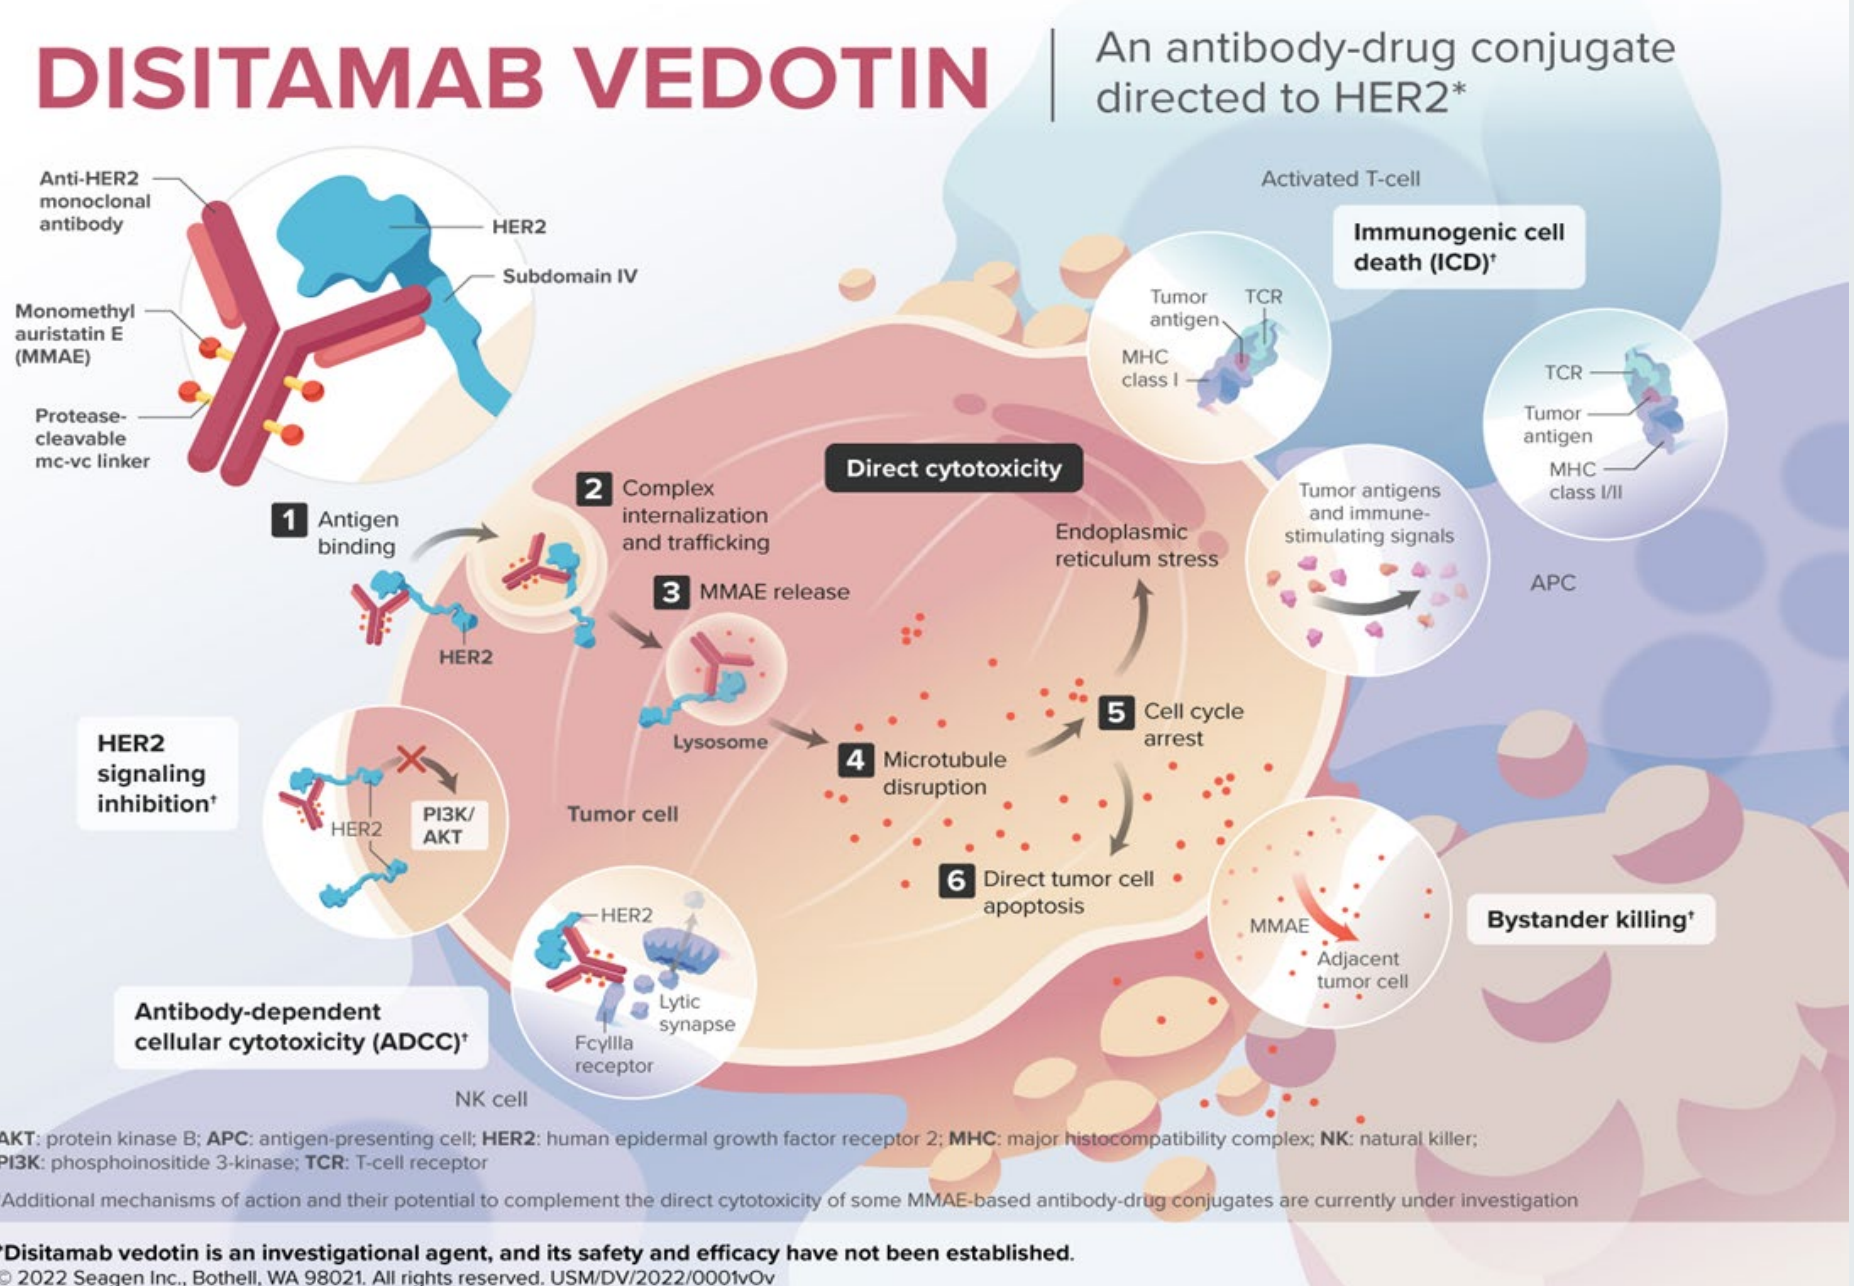 DISITAMAB VEDOTIN
An antibody-drug conjugate
directed to HER2*
Anti-HER2
monoclonal
antibody
HER2
Subdomain IV
Monomethyl
auristatin E
(MMAE)
Protease-
cleavable
mc-vc linker
Activated T-cell
Immunogenic cell
death (ICD)†
Tumor
antigen
TCR
MHC
class I
TCR
Tumor
antigen
MHC
class I/II
Tumor antigens
and immune-
stimulating signals
APC
Direct cytotoxicity
1 Antigen
binding
2 Complex
internalization
and trafficking
3 MMAE release
HER2
Lysosome
Endoplasmic
reticulum stress
4 Microtubule
disruption
5 Cell cycle
arrest
6 Direct tumor cell
apoptosis
Tumor cell
HER2
signaling
inhibition†
HER2
PI3K/
AKT
Antibody-dependent
cellular cytotoxicity (ADCC)†
HER2
Lytic
synapse
FcγIIIa
receptor
NK cell
MMAE
Adjacent
tumor cell
Bystander killing†
AKT: protein kinase B; APC: antigen-presenting cell; HER2: human epidermal growth factor receptor 2; MHC: major histocompatibility complex; NK: natural killer;
PI3K: phosphoinositide 3-kinase; TCR: T-cell receptor
Additional mechanisms of action and their potential to complement the direct cytotoxicity of some MMAE-based antibody-drug conjugates are currently under investigation
*Disitamab vedotin is an investigational agent, and its safety and efficacy have not been established.
© 2022 Seagen Inc., Bothell, WA 98021. All rights reserved. USM/DV/2022/0001vOv